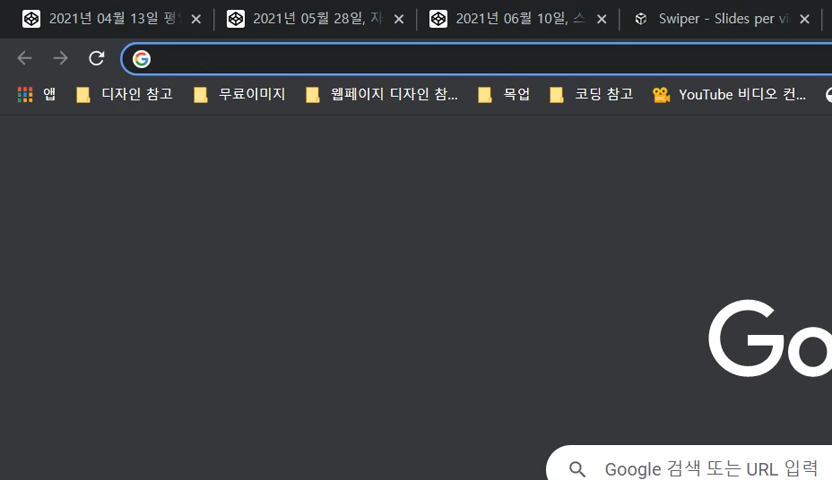 2021년 04월 13일 2021년 05월 28일, 2021년 06월 10일, 스 Swiper - Slides per
앱 디자인 참고 무료이미지 웹페이지 디자인 참... 목업 코딩 참고 YouTube 비디오 컨...
Go
Google 검색 또는 URL 입력